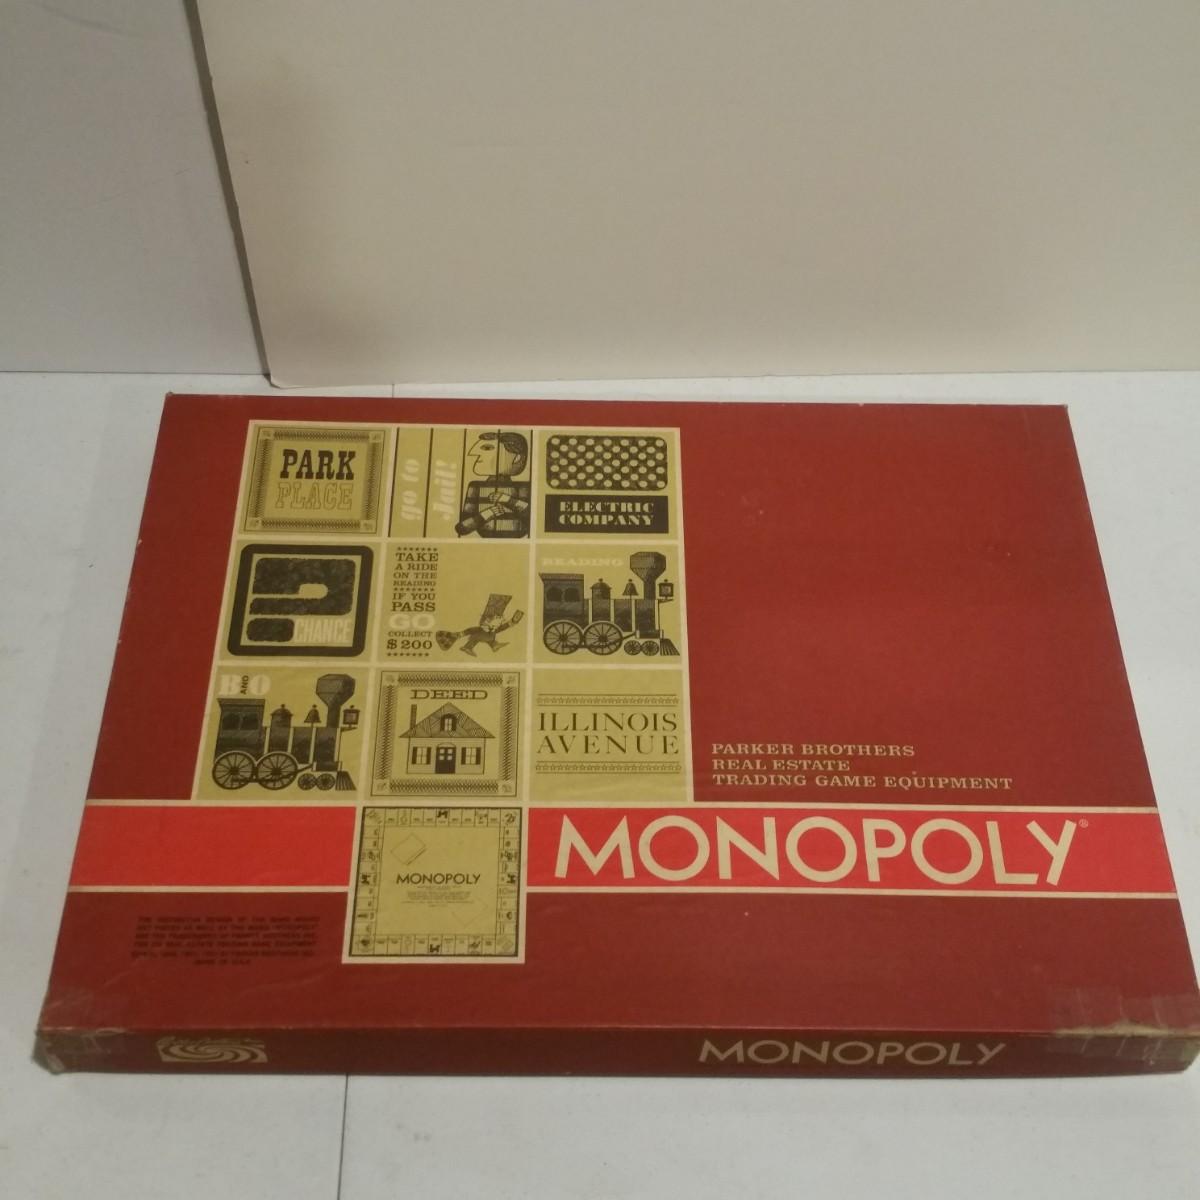 PARK
PLACE
go to
Jail!
ELECTRIC
COMPANY
CHANCE
TAKE
A RIDE
ON THE
READING
IF YOU
PASS
GO
COLLECT
$200
READING
B AND O
DEED
ILLINOIS
AVENUE
PARKER BROTHERS
REAL ESTATE
TRADING GAME EQUIPMENT
MONOPOLY®
MONOPOLY
MONOPOLY